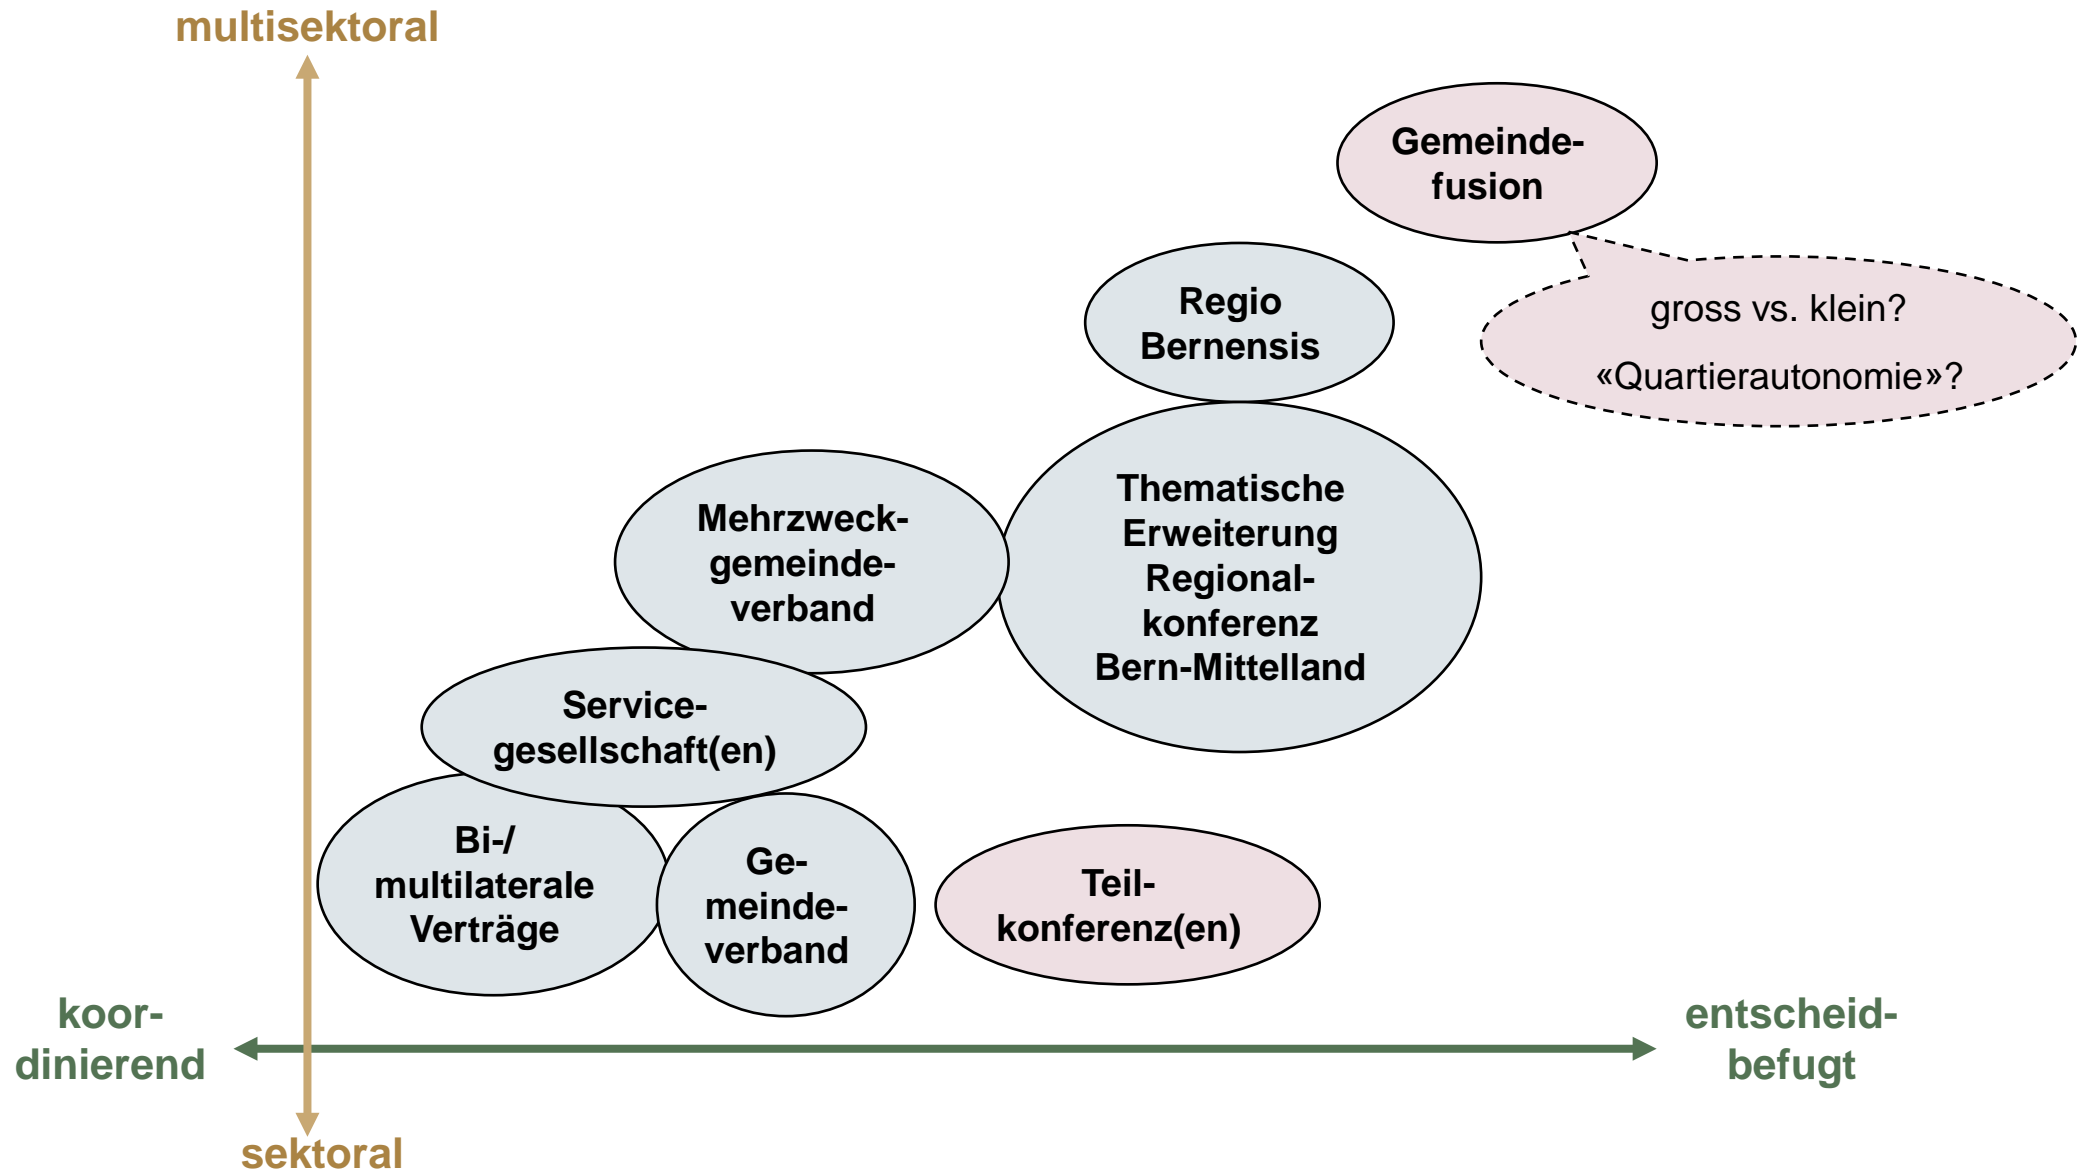 multisektoral
Gemeinde-
fusion
gross vs. klein?
«Quartierautonomie»?
Regio
Bernensis
Thematische
Erweiterung
Regional-
konferenz
Bern-Mittelland
Mehrzweck-
gemeinde-
verband
Service-
gesellschaft(en)
Bi-/
multilaterale
Verträge
Ge-
meinde-
verband
Teil-
konferenz(en)
koor-
dinierend
entscheid-
befugt
sektoral